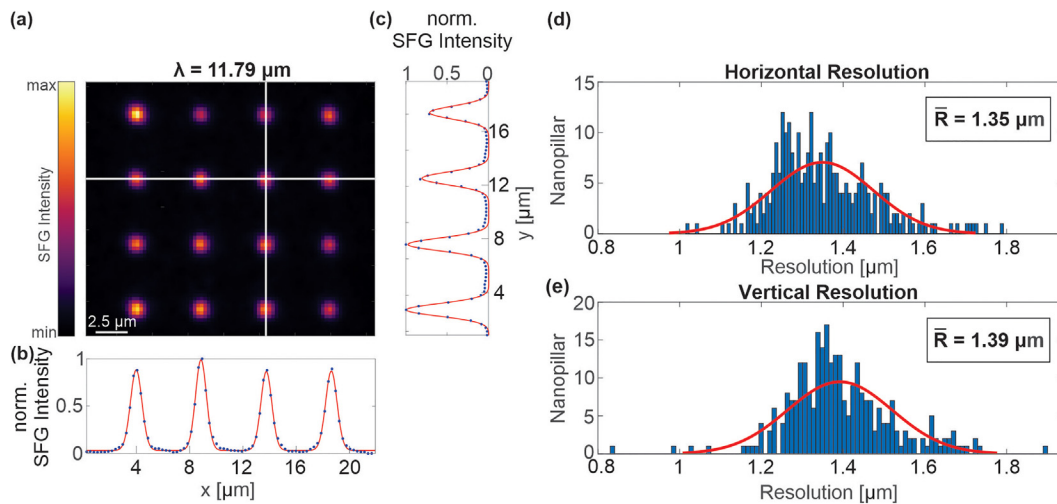 (a)
λ = 11.79 µm
max
SFG Intensity
min
2.5 µm
(b)
norm.
SFG Intensity
1
0.5
0
4
8
12
16
20
x [µm]
(c)
norm.
SFG Intensity
1
0.5
0
16
12
8
4
y [µm]
(d)
Horizontal Resolution
R̅ = 1.35 µm
Nanopillar
15
10
5
0
0.8
1
1.2
1.4
1.6
1.8
Resolution [µm]
(e)
Vertical Resolution
R̅ = 1.39 µm
Nanopillar
20
15
10
5
0
0.8
1
1.2
1.4
1.6
1.8
Resolution [µm]